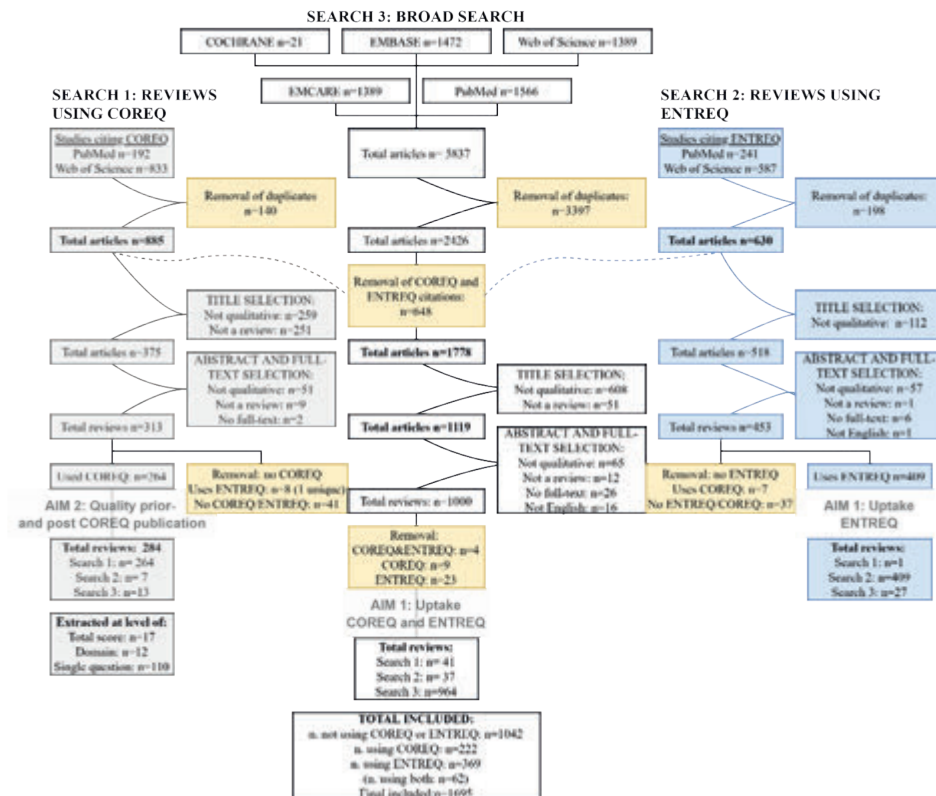 SEARCH 3: BROAD SEARCH
COCHRANE n=21
EMBASE n=1472
Web of Science n=1389
EMCARE n=1389
PubMed n=1566
SEARCH 1: REVIEWS
USING COREQ
SEARCH 2: REVIEWS USING
ENTREQ
Studies citing COREQ
PubMed n=192
Web of Science n=833
Total articles n= 5837
Studies citing ENTREQ
PubMed n=241
Web of Science n=587
Removal of duplicates
n=140
Removal of duplicates:
n=3397
Removal of duplicates:
n=198
Total articles n=885
Total articles n=2426
Total articles n=630
Removal of COREQ and
ENTREQ citations:
n=648
TITLE SELECTION:
Not qualitative: n=259
Not a review: n=251
TITLE SELECTION:
Not qualitative: n=112
Total articles n=375
Total articles n=1778
Total articles n=518
ABSTRACT AND FULL-
TEXT SELECTION:
Not qualitative: n=51
Not a review: n=9
No full-text: n=2
TITLE SELECTION:
Not qualitative: n=608
Not a review: n=51
ABSTRACT AND FULL-
TEXT SELECTION:
Not qualitative: n=57
Not a review: n=1
No full-text: n=6
Not English: n=1
Total reviews n=313
Total articles n=1119
Total reviews n=453
ABSTRACT AND FULL-
TEXT SELECTION:
Not qualitative: n=65
Not a review: n=12
No full-text: n=26
Not English: n=16
Used COREQ: n=264
Removal: no COREQ
Uses ENTREQ: n=8 (1 unique)
No COREQ/ENTREQ: n=41
Total reviews: n=1000
Removal: no ENTREQ
Uses COREQ: n=7
No ENTREQ/COREQ: n=37
Uses ENTREQ n=409
AIM 2: Quality prior-
and post COREQ publication
AIM 1: Uptake
ENTREQ
Removal:
COREQ&ENTREQ: n=4
COREQ: n=9
ENTREQ: n=23
Total reviews: 284
Search 1: n= 264
Search 2: n= 7
Search 3: n=13
Total reviews:
Search 1: n=1
Search 2: n=409
Search 3: n=27
AIM 1: Uptake
COREQ and ENTREQ
Extracted at level of:
Total score: n=17
Domain: n=12
Single question: n=110
Total reviews:
Search 1: n= 41
Search 2: n= 37
Search 3: n=964
TOTAL INCLUDED:
n. not using COREQ or ENTREQ: n=1042
n. using COREQ: n=222
n. using ENTREQ: n=369
(n. using both: n=62)
Final included: n=1695